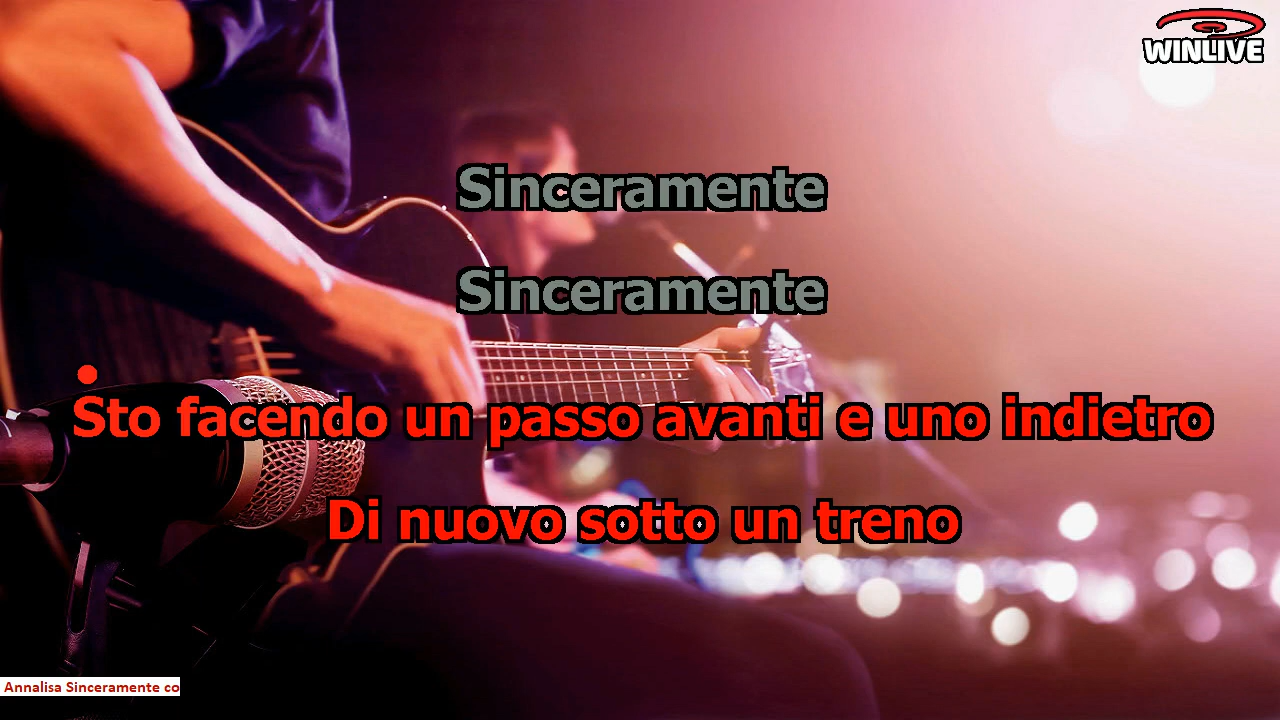 WINLIVE
Sinceramente
Sinceramente
Sto facendo un passo avanti e uno indietro
Di nuovo sotto un treno
Annalisa Sinceramente co